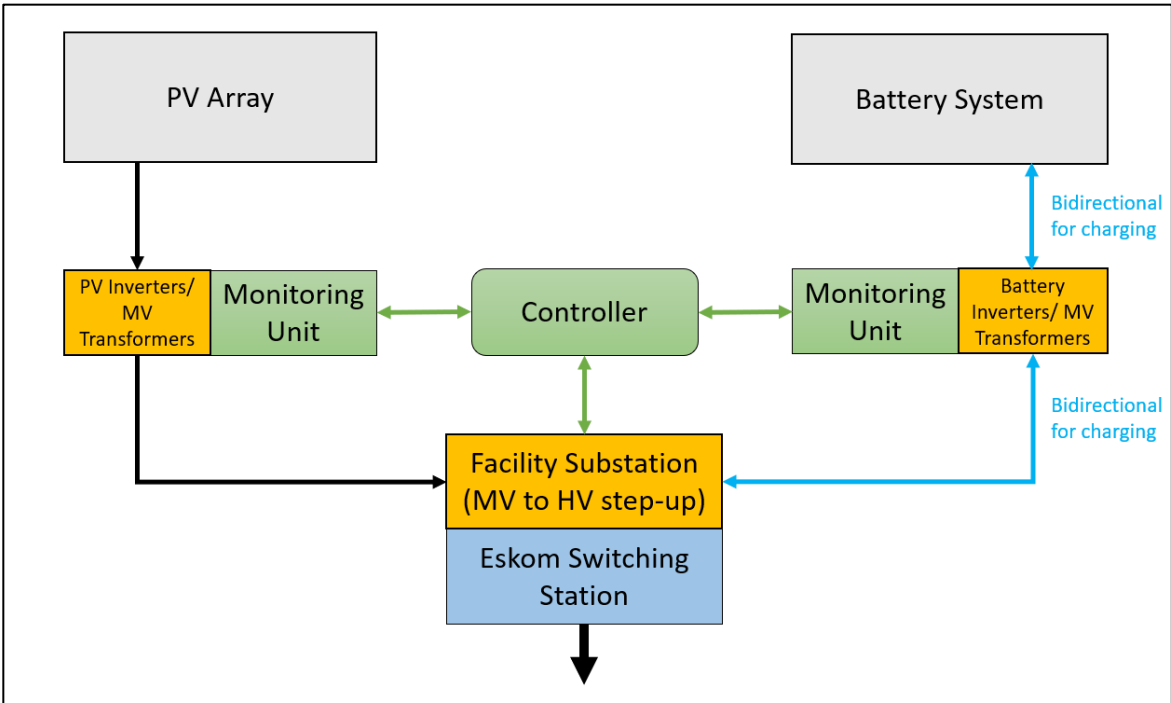 PV Array
Battery System
Bidirectional
for charging
PV Inverters/
MV
Transformers
Monitoring
Unit
Controller
Monitoring
Unit
Battery
Inverters/ MV
Transformers
Bidirectional
for charging
Facility Substation
(MV to HV step-up)
Eskom Switching
Station